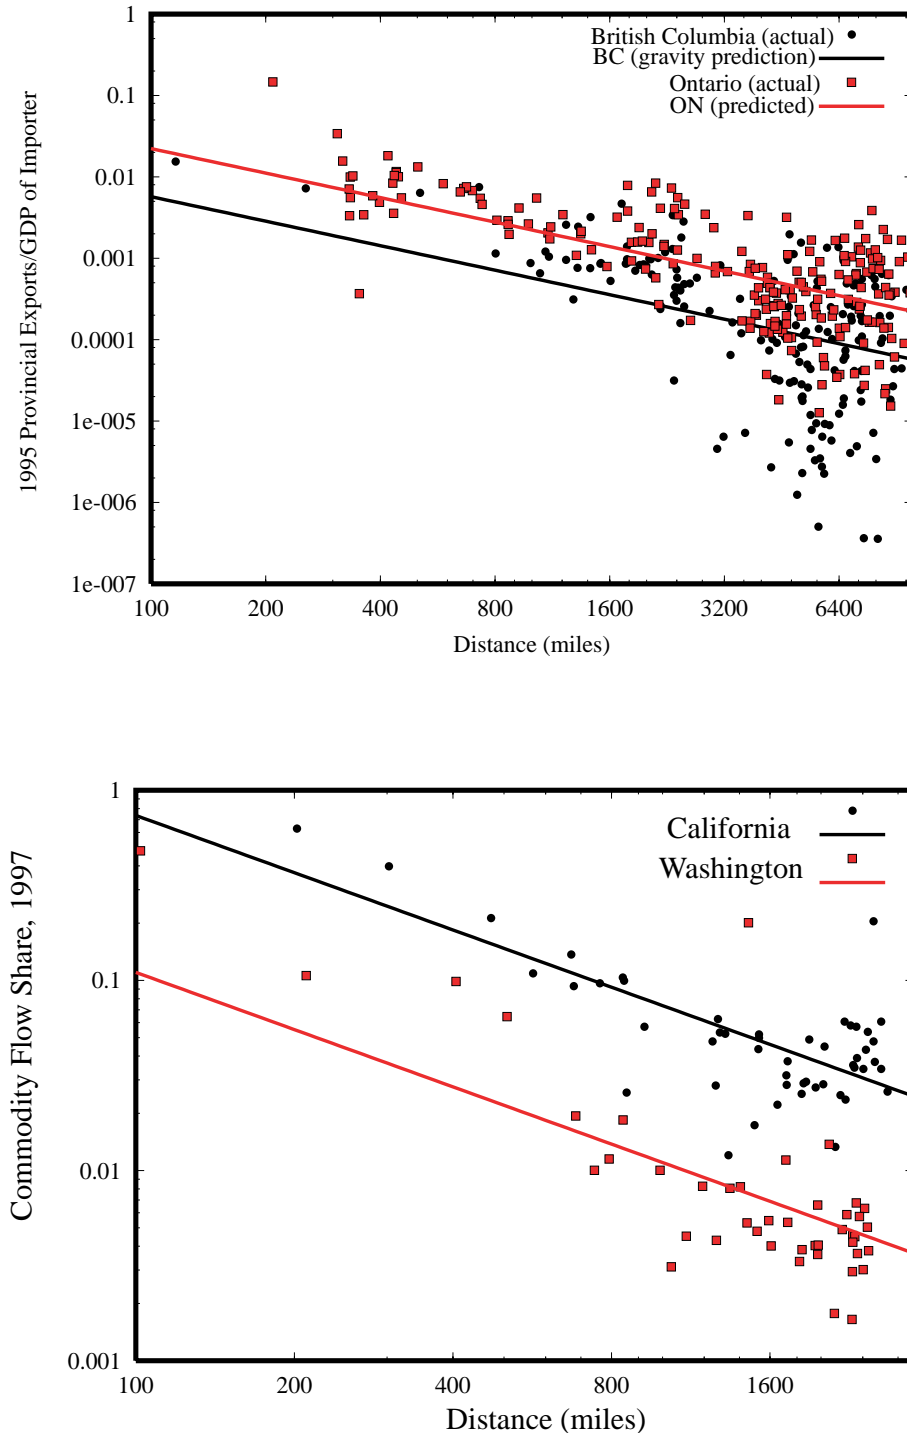 1
0.1
0.01
0.001
0.0001
1e-005
1e-006
1e-007
1995 Provincial Exports/GDP of Importer
British Columbia (actual)
BC (gravity prediction)
Ontario (actual)
ON (predicted)
100 200 400 800 1600 3200 6400
Distance (miles)
1
0.1
0.01
0.001
Commodity Flow Share, 1997
California
Washington
100 200 400 800 1600
Distance (miles)